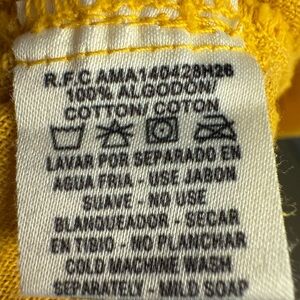 R.F.C AMA140428H26
100% ALGODON/
COTTON/ COTON
LAVAR POR SEPARADO EN
AGUA FRIA - USE JABON
SUAVE - NO USE
BLANQUEADOR - SECAR
EN TIBIO - NO PLANCHAR
COLD MACHINE WASH
SEPARATELY - MILD SOAP